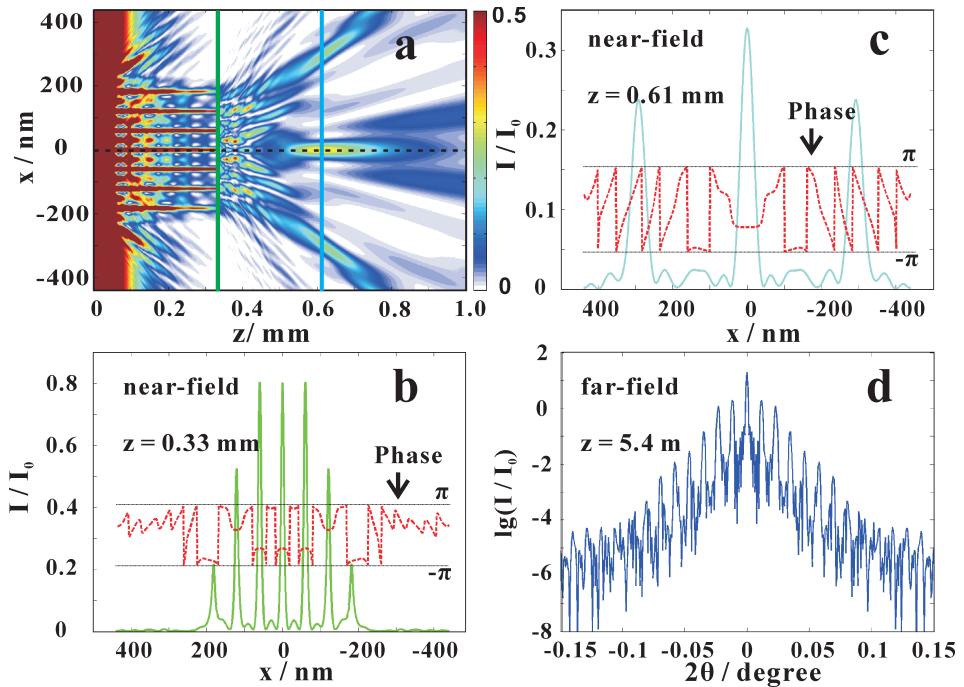 a
x / nm
400
200
0
-200
-400
0
0.2
0.4
0.6
0.8
1.0
z/ mm
0.5
0
c
near-field
z = 0.61 mm
Phase
π
-π
I / I₀
0.3
0.2
0.1
0
400
200
0
-200
-400
x / nm
b
near-field
z = 0.33 mm
Phase
π
-π
I / I₀
0.8
0.6
0.4
0.2
0
400
200
0
-200
-400
x / nm
d
far-field
z = 5.4 m
lg(I / I₀)
2
0
-2
-4
-6
-8
-0.15
-0.1
-0.05
0
0.05
0.1
0.15
2θ / degree